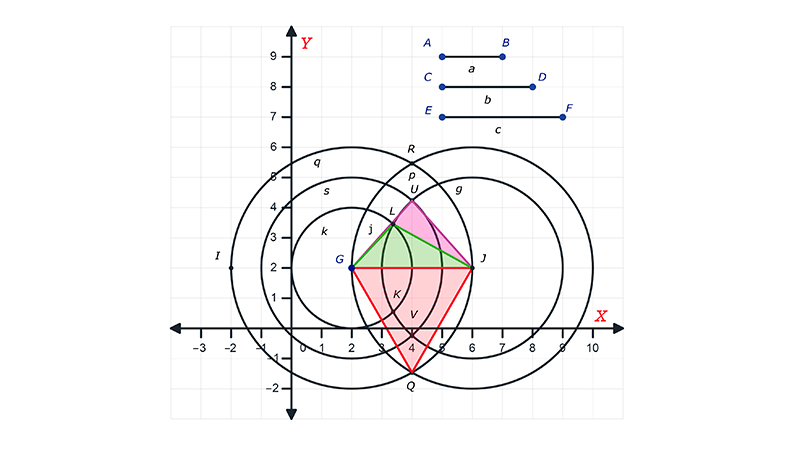 Y
A B
9
a
C D
8
b
E F
7
c
R
6
q
p
5
s U g
4
L
k j
3
I G J
2
1
K
V X
−3 −2 −1 0 1 2 3 4 5 6 7 8 9 10
−1
Q
−2